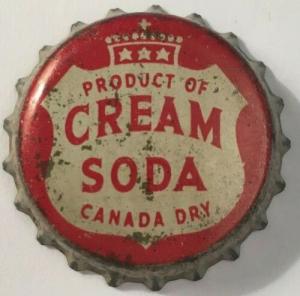 PRODUCT OF
CREAM
SODA
CANADA DRY